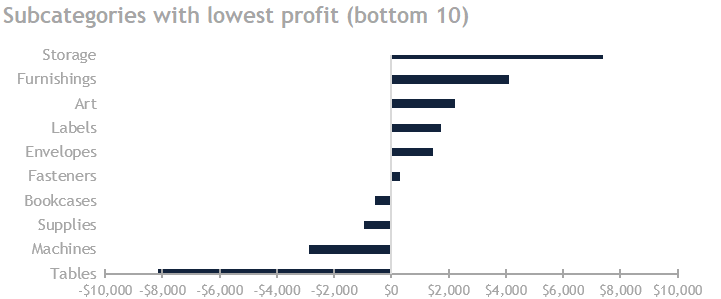 Subcategories with lowest profit (bottom 10)
Storage
Furnishings
Art
Labels
Envelopes
Fasteners
Bookcases
Supplies
Machines
Tables
-$10,000 -$8,000 -$6,000 -$4,000 -$2,000 $0 $2,000 $4,000 $6,000 $8,000 $10,000